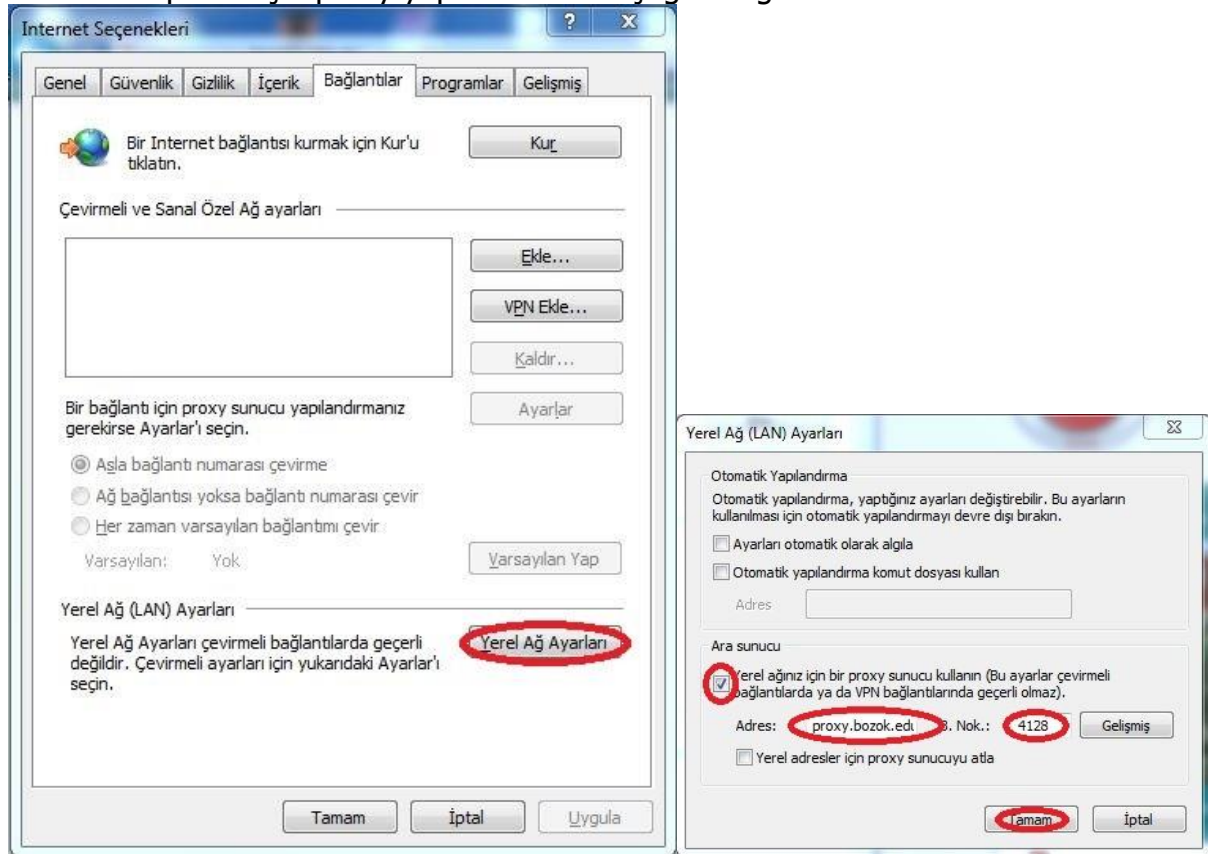 Internet Seçenekleri
Genel Güvenlik Gizlilik İçerik Bağlantılar Programlar Gelişmiş
Bir Internet bağlantısı kurmak için Kur'u
tıklatın.
Kur
Çevirmeli ve Sanal Özel Ağ ayarları
Ekle...
VPN Ekle...
Kaldır...
Bir bağlantı için proxy sunucu yapılandırmanız
gerekirse Ayarlar'ı seçin.
Ayarlar
Asla bağlantı numarası çevirme
Ağ bağlantısı yoksa bağlantı numarası çevir
Her zaman varsayılan bağlantımı çevir
Varsayılan: Yok
Varsayılan Yap
Yerel Ağ (LAN) Ayarları
Yerel Ağ Ayarları çevirmeli bağlantılarda geçerli
değildir. Çevirmeli ayarları için yukarıdaki Ayarlar'ı
seçin.
Yerel Ağ Ayarları
Tamam İptal Uygula
Yerel Ağ (LAN) Ayarları
Otomatik Yapılandırma
Otomatik yapılandırma, yaptığınız ayarları değiştirebilir. Bu ayarların
kullanılması için otomatik yapılandırmayı devre dışı bırakın.
Ayarları otomatik olarak algıla
Otomatik yapılandırma komut dosyası kullan
Adres
Ara sunucu
Yerel ağınız için bir proxy sunucu kullanın (Bu ayarlar çevirmeli
bağlantılarda ya da VPN bağlantılarında geçerli olmaz).
Adres: proxy.bozok.edu B. Nok.: 4128 Gelişmiş
Yerel adresler için proxy sunucuyu atla
Tamam İptal